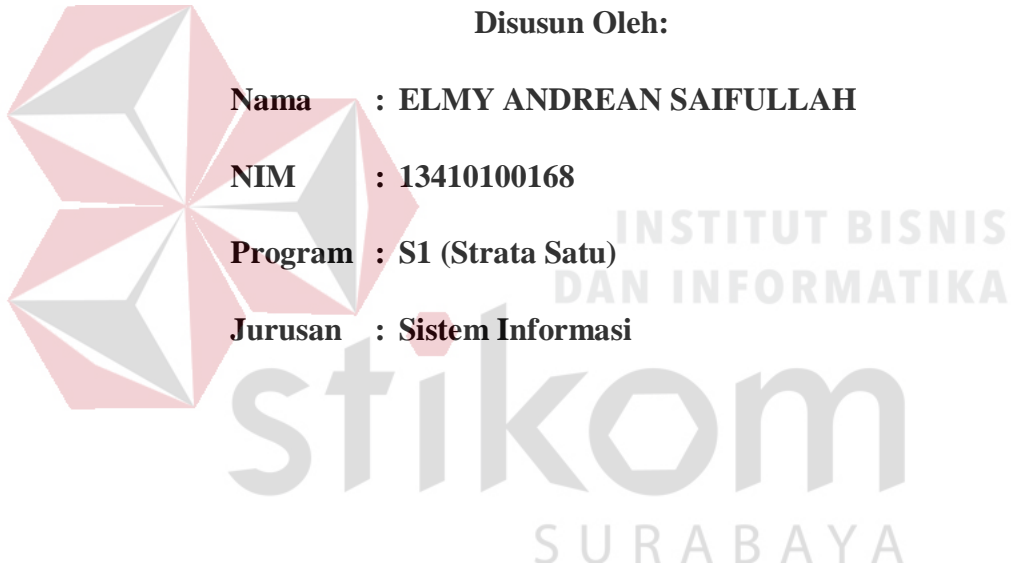 Disusun Oleh:
Nama : ELMY ANDREAN SAIFULLAH
NIM : 13410100168
INSTITUT BISNIS
Program : S1 (Strata Satu)
DAN INFORMATIKA
Jurusan : Sistem Informasi
stikom
SURABAYA